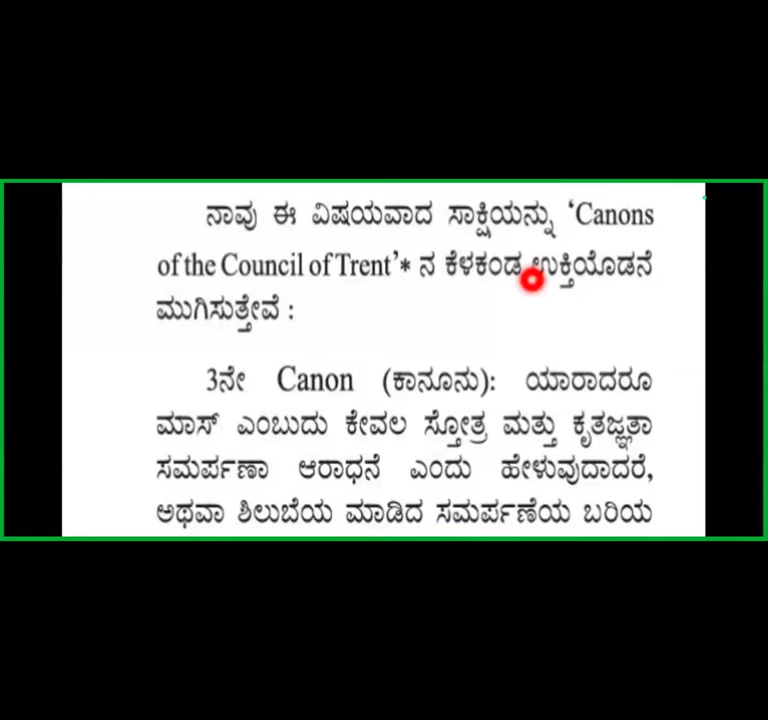 ನಾವು ಈ ವಿಷಯವಾದ ಸಾಕ್ಷಿಯನ್ನು ‘Canons
of the Council of Trent’* ನ ಕೆಳಕಂಡ ಉಕ್ತಿಯೊಡನೆ
ಮುಗಿಸುತ್ತೇವೆ :
3ನೇ Canon (ಕಾನೂನು): ಯಾರಾದರೂ
ಮಾಸ್ ಎಂಬುದು ಕೇವಲ ಸ್ತೋತ್ರ ಮತ್ತು ಕೃತಜ್ಞತಾ
ಸಮರ್ಪಣಾ ಆರಾಧನೆ ಎಂದು ಹೇಳುವುದಾದರೆ,
ಅಥವಾ ಶಿಲುಬೆಯ ಮಾಡಿದ ಸಮರ್ಪಣೆಯ ಬರಿಯ